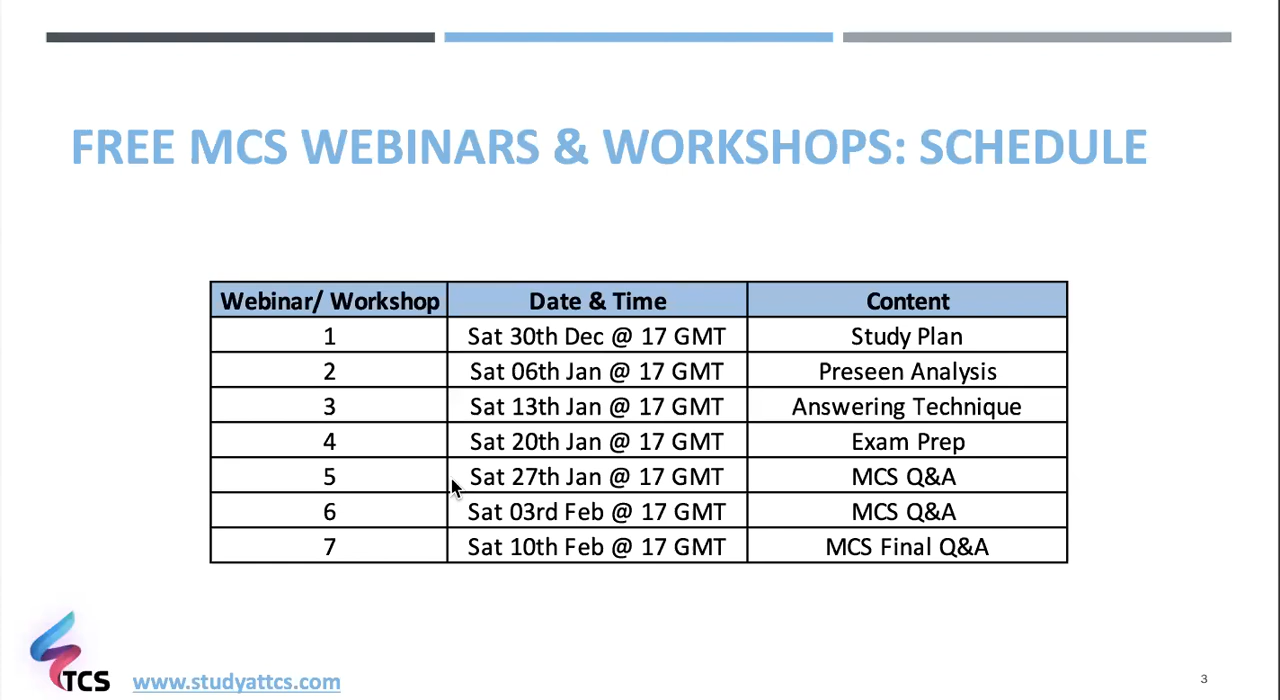 FREE MCS WEBINARS & WORKSHOPS: SCHEDULE
Webinar/ Workshop Date & Time Content
1 Sat 30th Dec @ 17 GMT Study Plan
2 Sat 06th Jan @ 17 GMT Preseen Analysis
3 Sat 13th Jan @ 17 GMT Answering Technique
4 Sat 20th Jan @ 17 GMT Exam Prep
5 Sat 27th Jan @ 17 GMT MCS Q&A
6 Sat 03rd Feb @ 17 GMT MCS Q&A
7 Sat 10th Feb @ 17 GMT MCS Final Q&A
TCS www.studyattcs.com 3